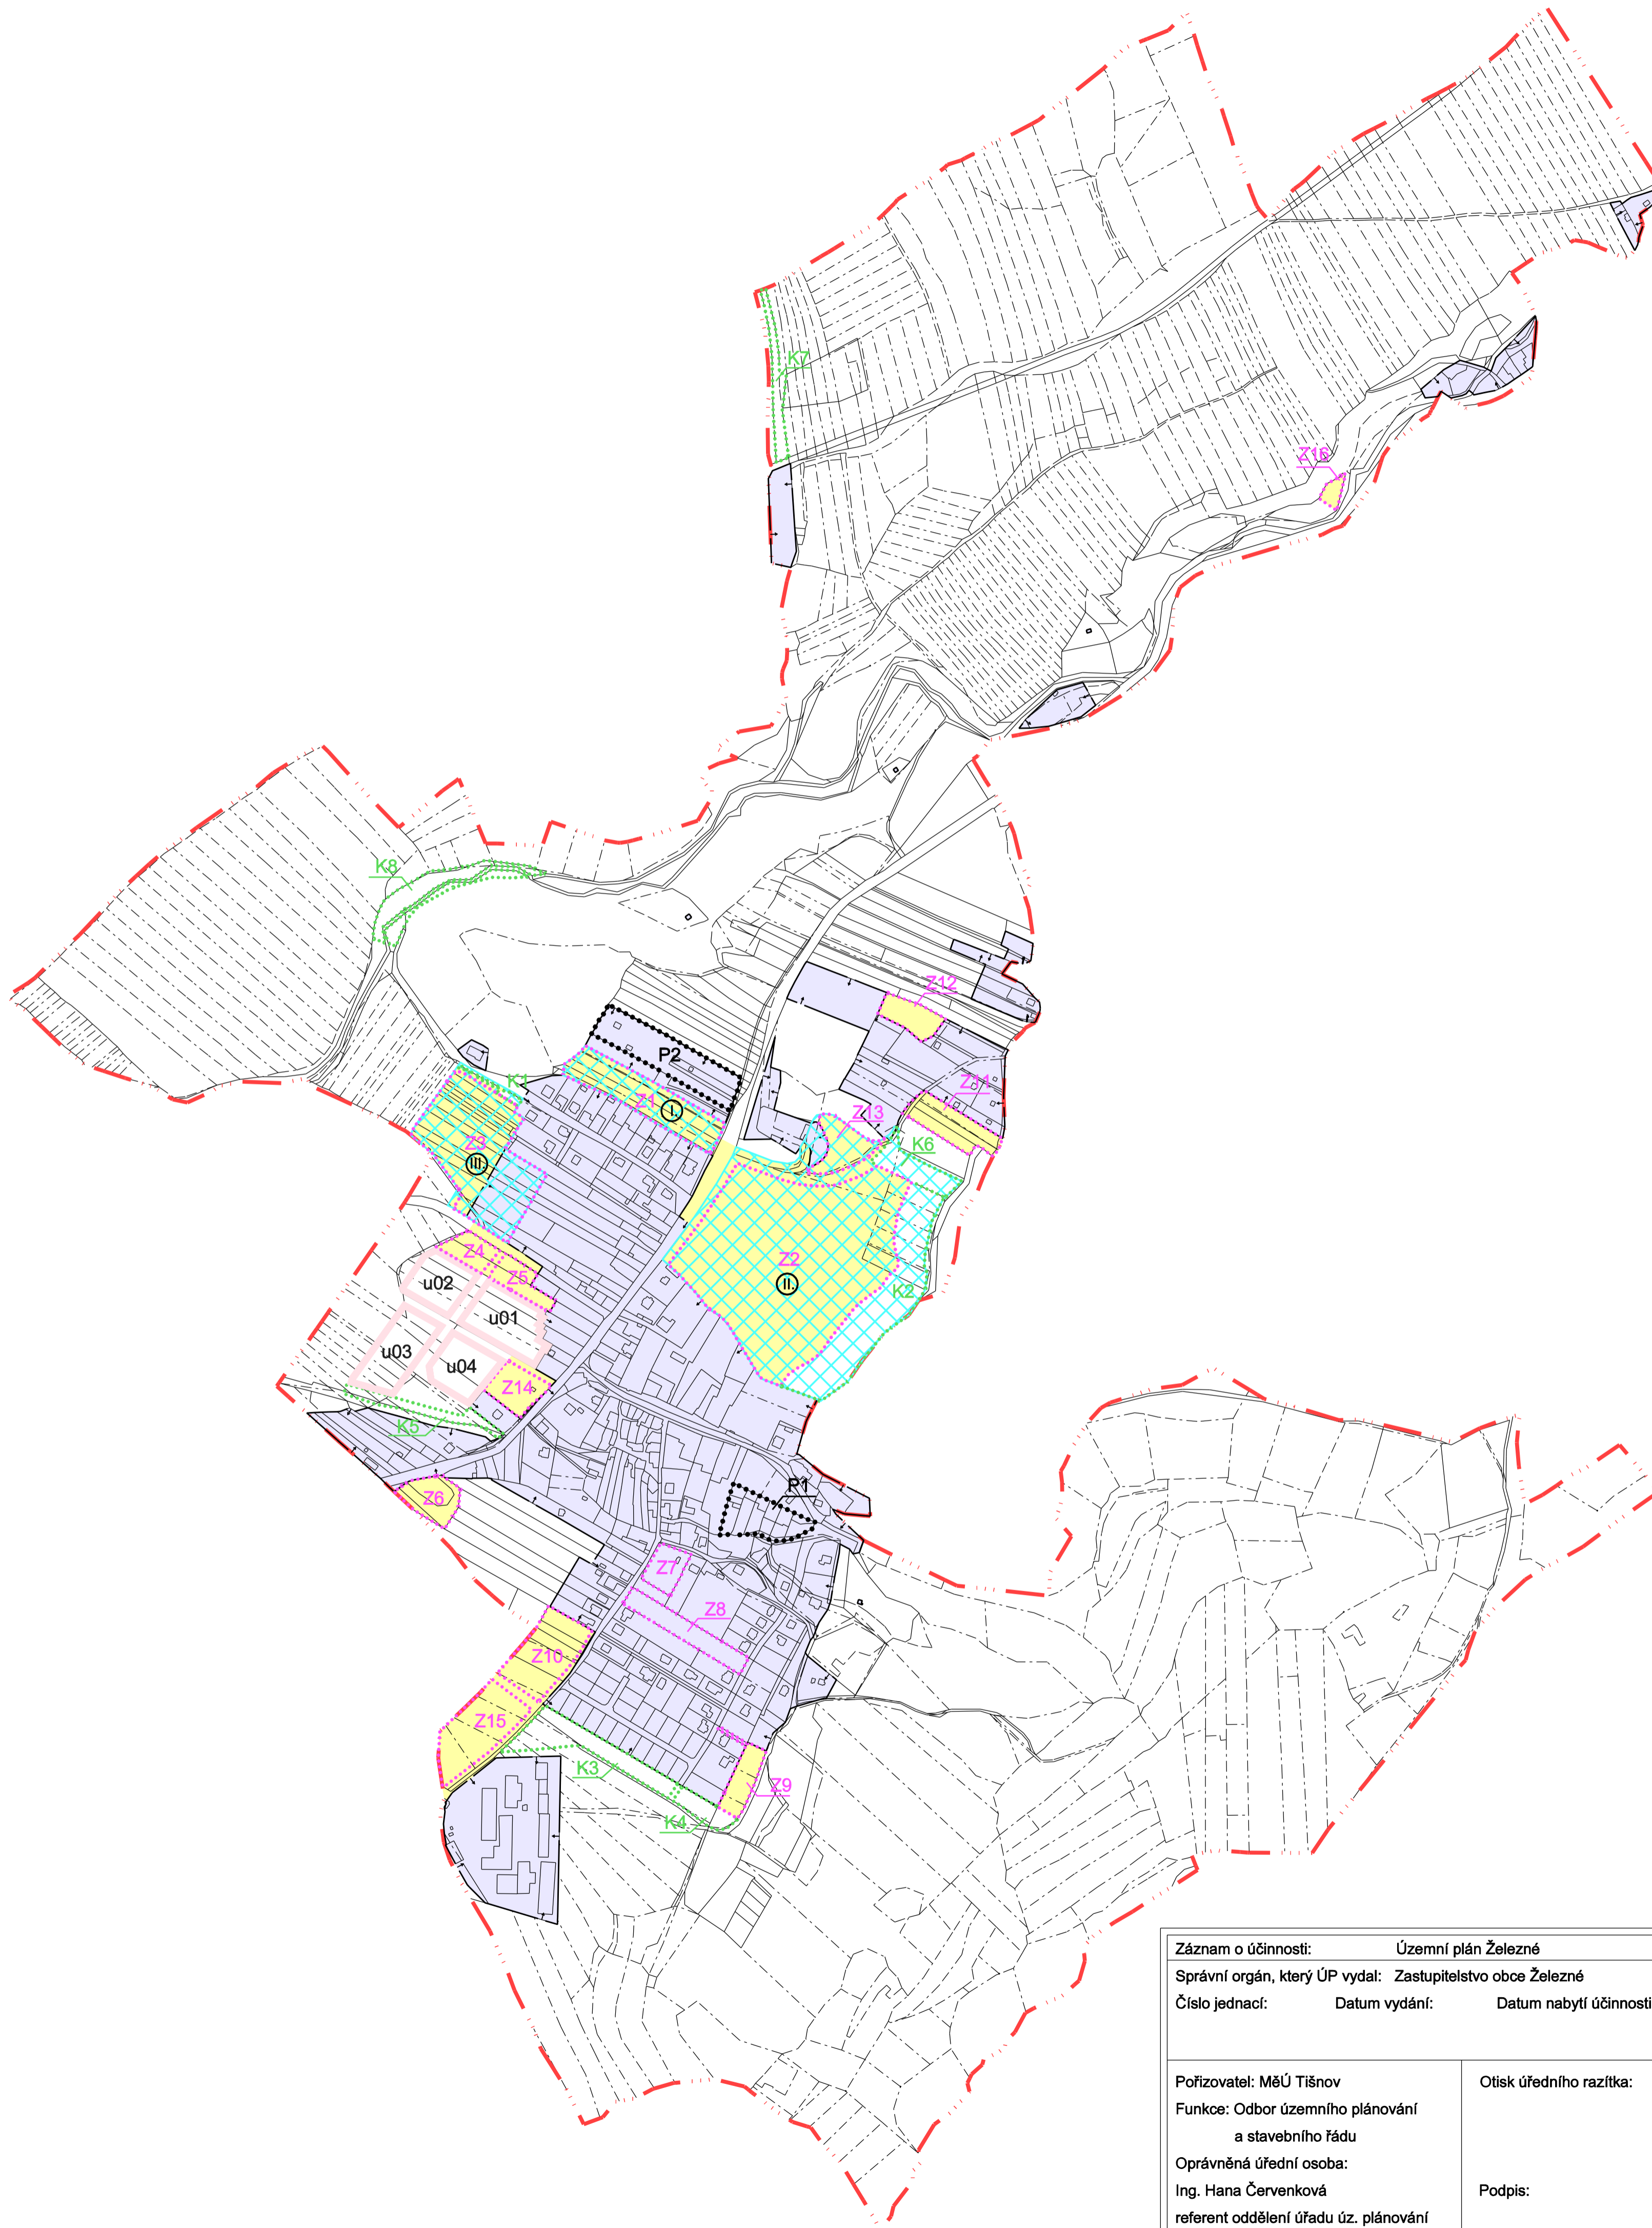 K7
Z16
K8
Z12
P2
Z11
K1
Z1
I.
Z13
K6
Z3
III.
Z2
II.
Z4
Z5
u02
K2
u01
u03
u04
Z14
K5
P1
Z6
Z7
Z8
Z10
Z15
K3
Z9
K4
Záznam o účinnosti: Územní plán Železné
Správní orgán, který ÚP vydal: Zastupitelstvo obce Železné
Číslo jednací: Datum vydání: Datum nabytí účinnosti
Pořizovatel: MěÚ Tišnov Otisk úředního razítka:
Funkce: Odbor územního plánování
a stavebního řádu
Oprávněná úřední osoba:
Ing. Hana Červenková Podpis:
referent oddělení úřadu úz. plánování